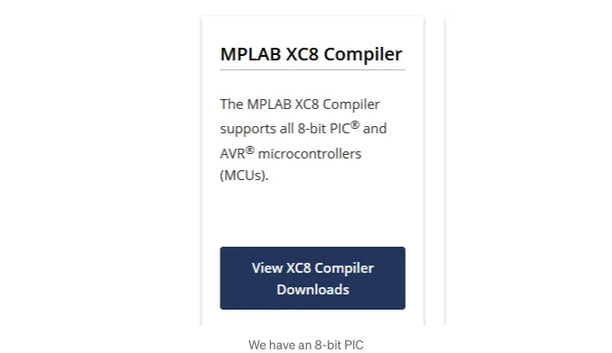 MPLAB XC8 Compiler
The MPLAB XC8 Compiler
supports all 8-bit PIC® and
AVR® microcontrollers
(MCUs).
View XC8 Compiler
Downloads
We have an 8-bit PIC